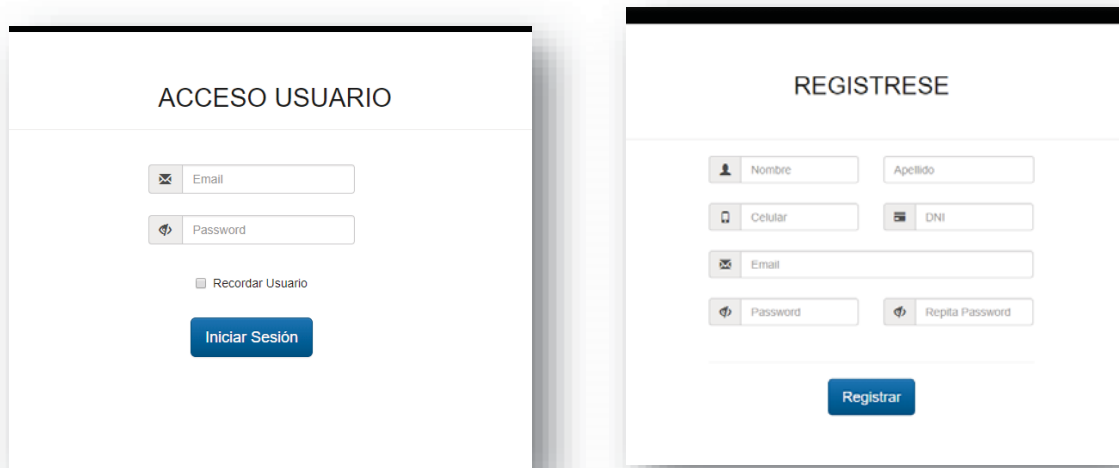 ACCESO USUARIO
Email
Password
Recordar Usuario
Iniciar Sesión
REGISTRESE
Nombre
Apellido
Celular
DNI
Email
Password
Repita Password
Registrar